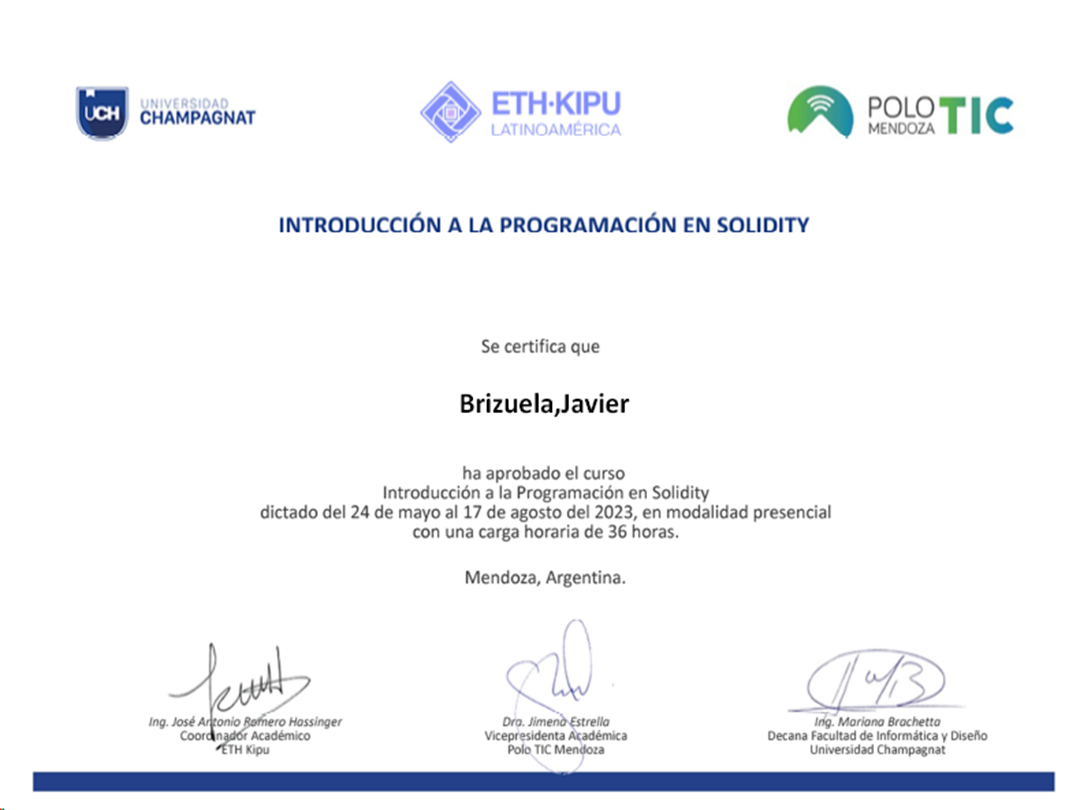 UCH
UNIVERSIDAD
CHAMPAGNAT
ETH·KIPU
LATINOAMÉRICA
POLO TIC
MENDOZA
INTRODUCCIÓN A LA PROGRAMACIÓN EN SOLIDITY
Se certifica que
Brizuela,Javier
ha aprobado el curso
Introducción a la Programación en Solidity
dictado del 24 de mayo al 17 de agosto del 2023, en modalidad presencial
con una carga horaria de 36 horas.
Mendoza, Argentina.
Ing. José Antonio Romero Hassinger
Coordinador Académico
ETH Kipu
Dra. Jimena Estrella
Vicepresidenta Académica
Polo TIC Mendoza
Ing. Mariana Brachetta
Decana Facultad de Informática y Diseño
Universidad Champagnat